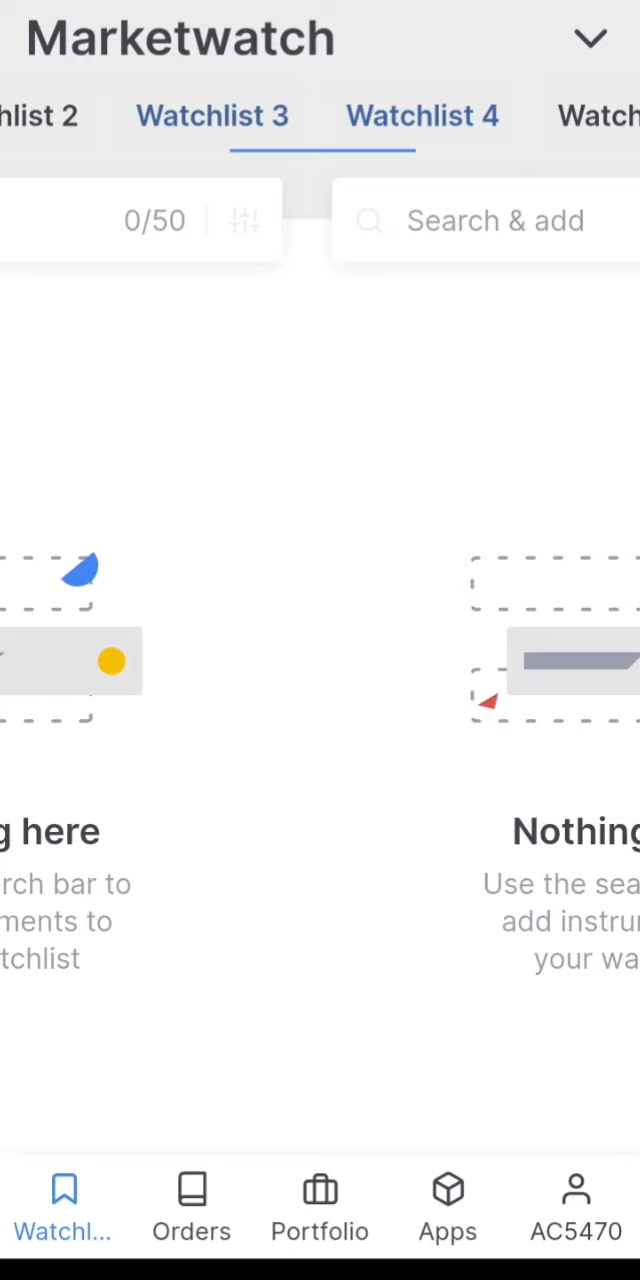 Marketwatch
hlist 2 Watchlist 3 Watchlist 4 Watch
0/50 Search & add
g here Nothing
rch bar to Use the sea
ments to add instru
tchlist your wa
Watchl... Orders Portfolio Apps AC5470